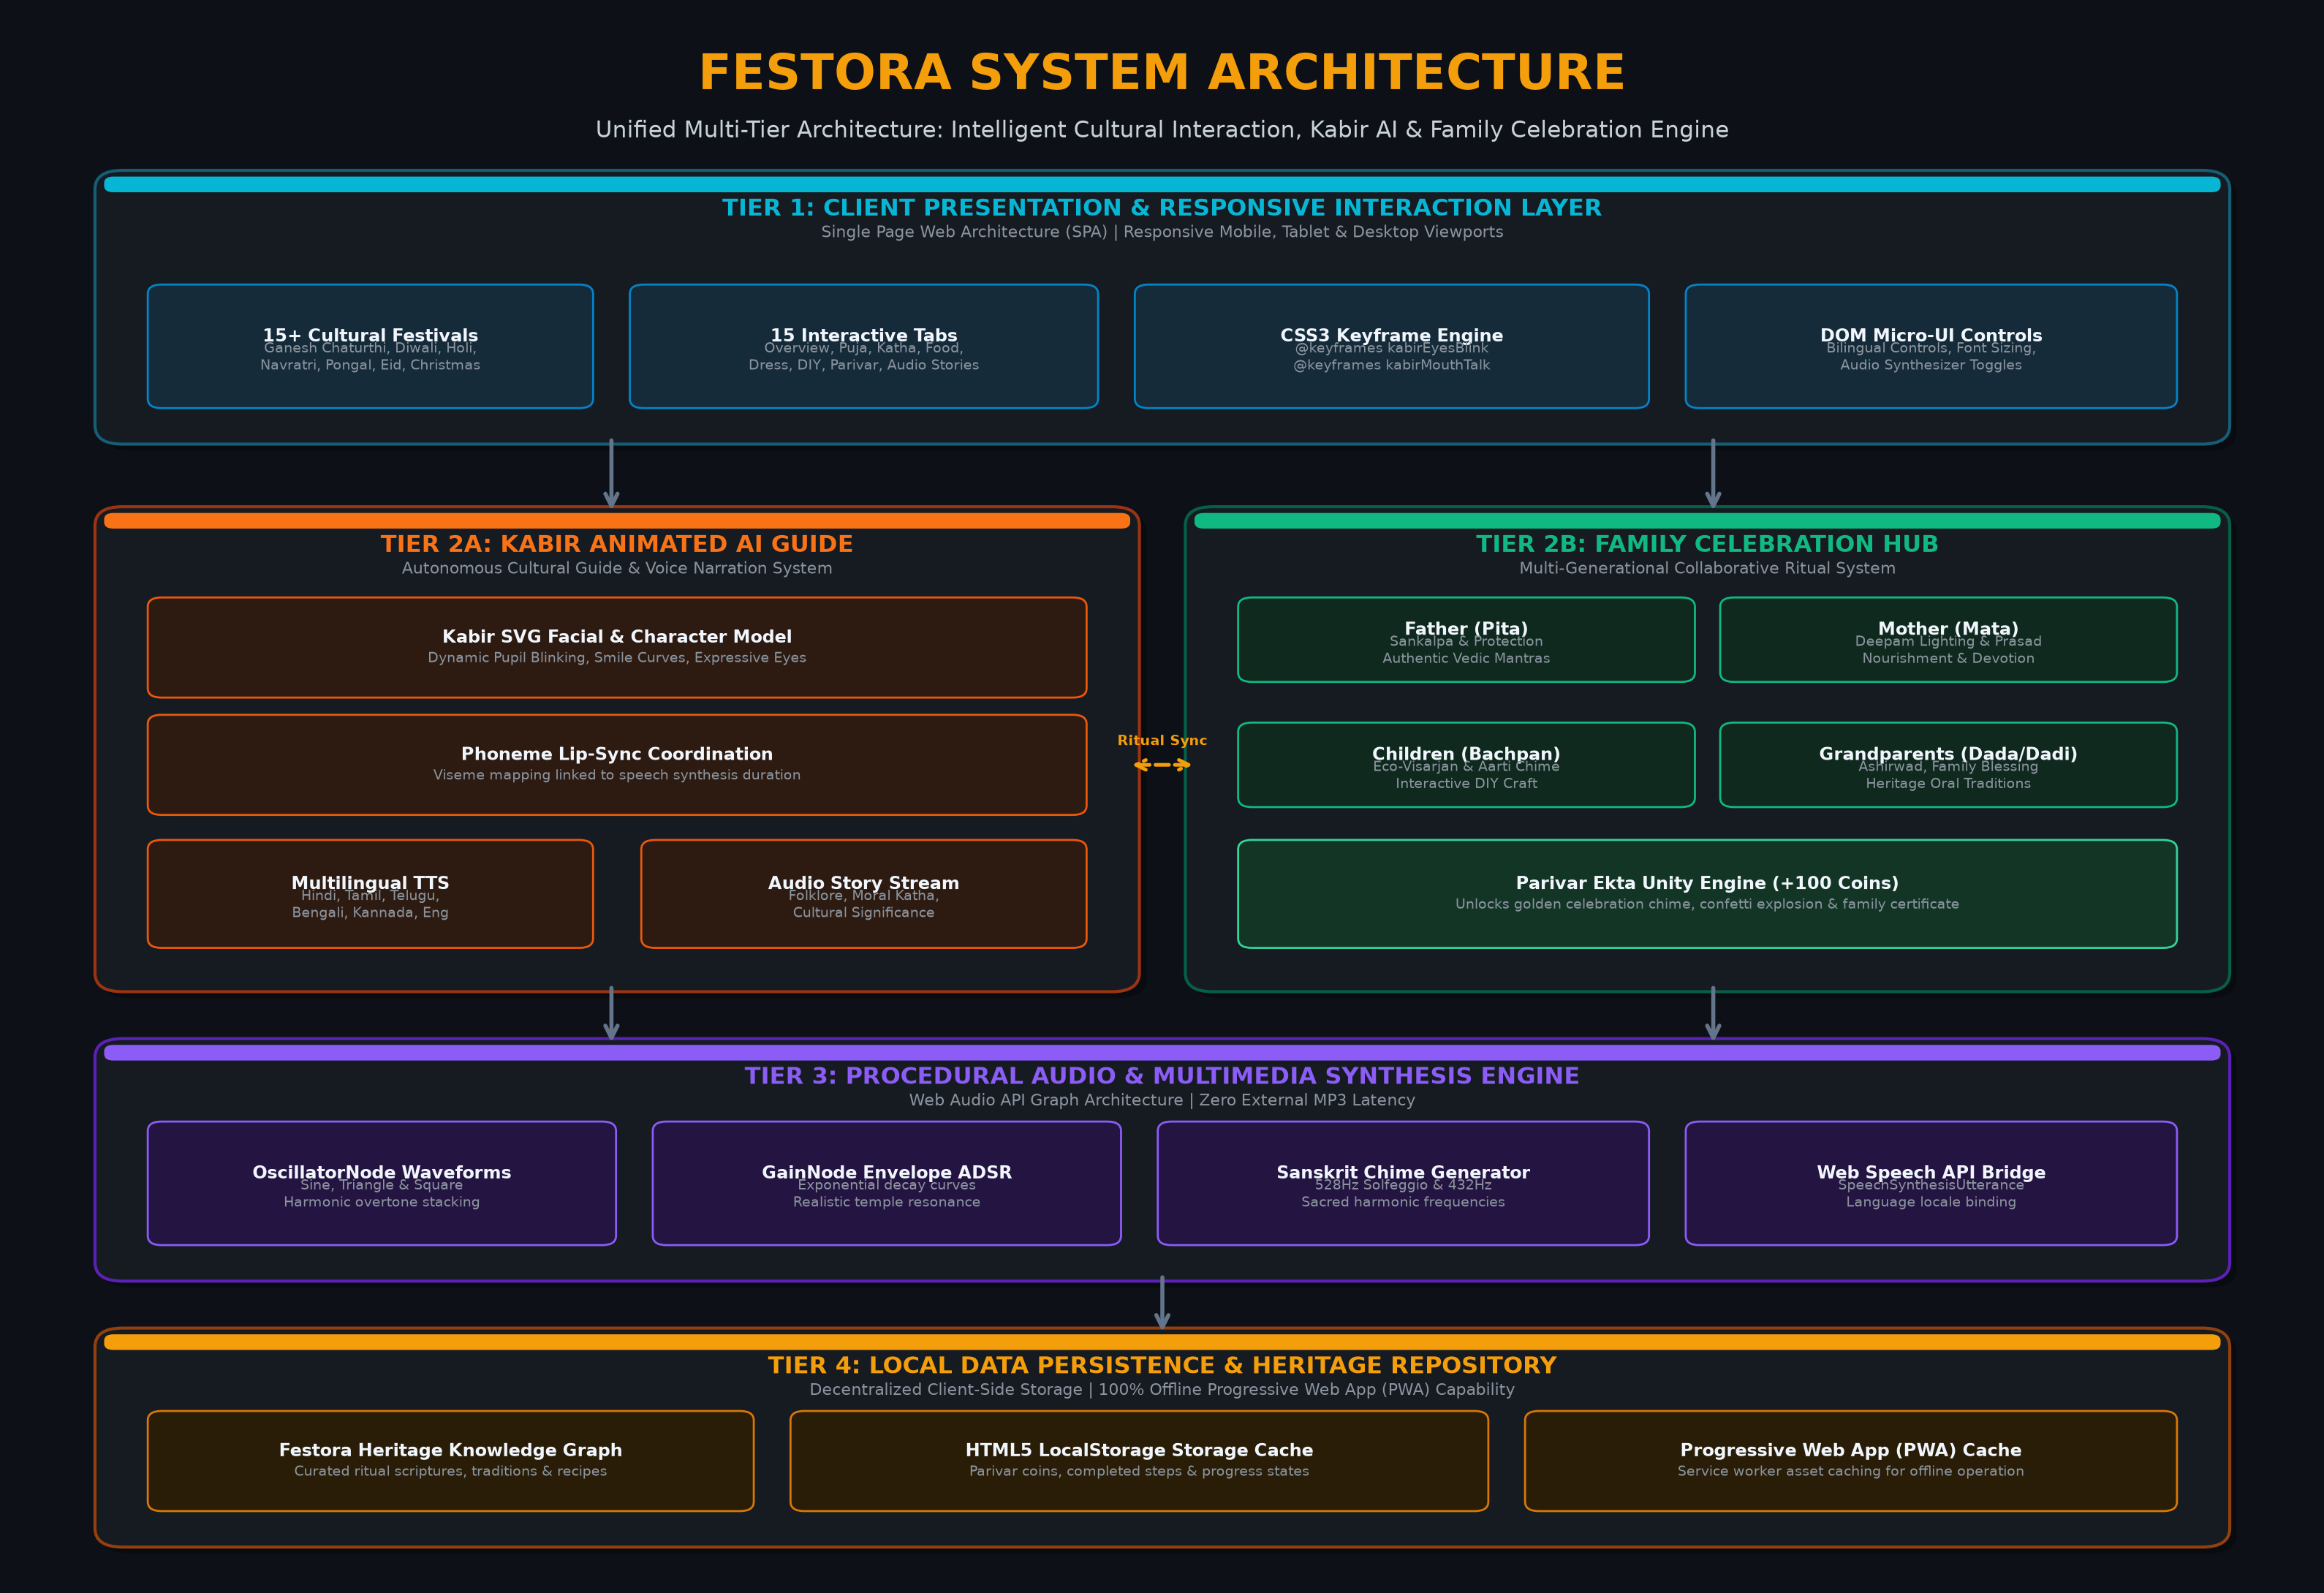 FESTORA SYSTEM ARCHITECTURE
Unified Multi-Tier Architecture: Intelligent Cultural Interaction, Kabir AI & Family Celebration Engine
TIER 1: CLIENT PRESENTATION & RESPONSIVE INTERACTION LAYER
Single Page Web Architecture (SPA) | Responsive Mobile, Tablet & Desktop Viewports
15+ Cultural Festivals
Ganesh Chaturthi, Diwali, Holi,
Navratri, Pongal, Eid, Christmas
15 Interactive Tabs
Overview, Puja, Katha, Food,
Dress, DIY, Parivar, Audio Stories
CSS3 Keyframe Engine
@keyframes kabirEyesBlink
@keyframes kabirMouthTalk
DOM Micro-UI Controls
Bilingual Controls, Font Sizing,
Audio Synthesizer Toggles
TIER 2A: KABIR ANIMATED AI GUIDE
Autonomous Cultural Guide & Voice Narration System
Kabir SVG Facial & Character Model
Dynamic Pupil Blinking, Smile Curves, Expressive Eyes
Phoneme Lip-Sync Coordination
Viseme mapping linked to speech synthesis duration
Multilingual TTS
Hindi, Tamil, Telugu,
Bengali, Kannada, Eng
Audio Story Stream
Folklore, Moral Katha,
Cultural Significance
Ritual Sync
TIER 2B: FAMILY CELEBRATION HUB
Multi-Generational Collaborative Ritual System
Father (Pita)
Sankalpa & Protection
Authentic Vedic Mantras
Mother (Mata)
Deepam Lighting & Prasad
Nourishment & Devotion
Children (Bachpan)
Eco-Visarjan & Aarti Chime
Interactive DIY Craft
Grandparents (Dada/Dadi)
Ashirwad, Family Blessing
Heritage Oral Traditions
Parivar Ekta Unity Engine (+100 Coins)
Unlocks golden celebration chime, confetti explosion & family certificate
TIER 3: PROCEDURAL AUDIO & MULTIMEDIA SYNTHESIS ENGINE
Web Audio API Graph Architecture | Zero External MP3 Latency
OscillatorNode Waveforms
Sine, Triangle & Square
Harmonic overtone stacking
GainNode Envelope ADSR
Exponential decay curves
Realistic temple resonance
Sanskrit Chime Generator
528Hz Solfeggio & 432Hz
Sacred harmonic frequencies
Web Speech API Bridge
SpeechSynthesisUtterance
Language locale binding
TIER 4: LOCAL DATA PERSISTENCE & HERITAGE REPOSITORY
Decentralized Client-Side Storage | 100% Offline Progressive Web App (PWA) Capability
Festora Heritage Knowledge Graph
Curated ritual scriptures, traditions & recipes
HTML5 LocalStorage Storage Cache
Parivar coins, completed steps & progress states
Progressive Web App (PWA) Cache
Service worker asset caching for offline operation